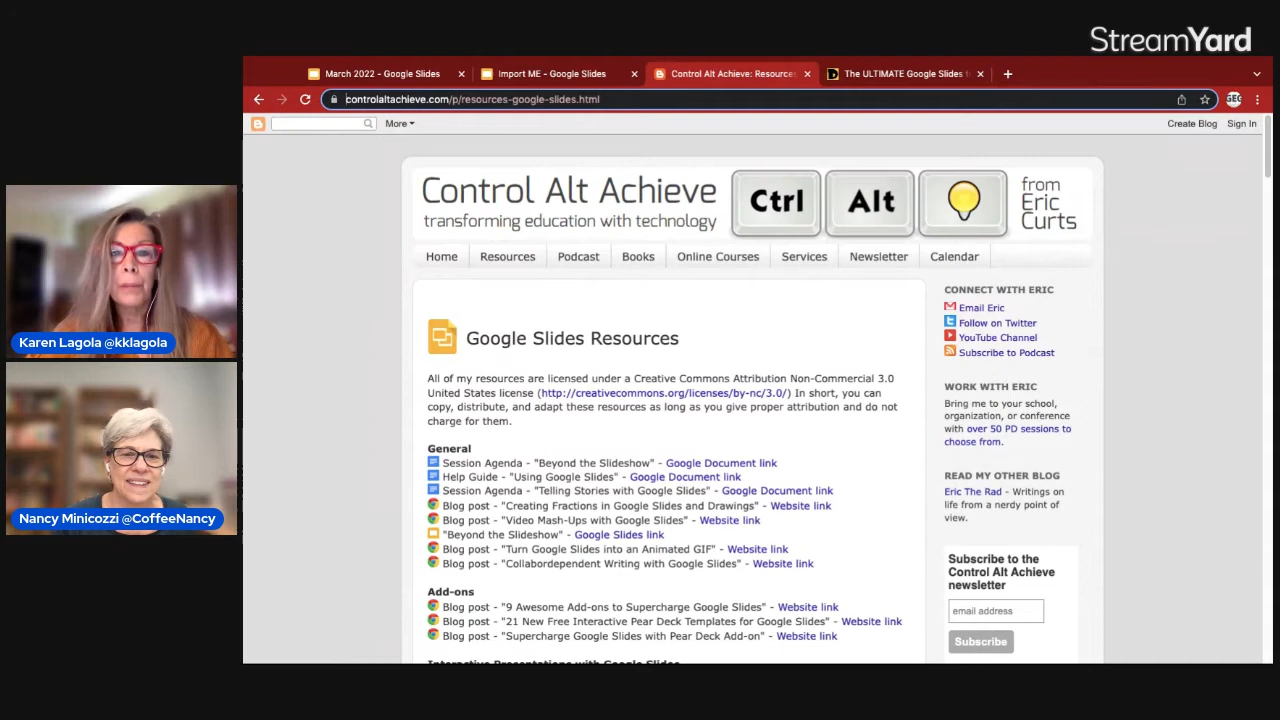 StreamYard
March 2022 - Google Slides
Import ME - Google Slides
Control Alt Achieve: Resources
The ULTIMATE Google Slides
controlaltachieve.com/p/resources-google-slides.html
GEG
More
Create Blog
Sign In
Control Alt Achieve
transforming education with technology
Ctrl
Alt
from
Eric
Curts
Home
Resources
Podcast
Books
Online Courses
Services
Newsletter
Calendar
Google Slides Resources
All of my resources are licensed under a Creative Commons Attribution Non-Commercial 3.0
United States license (http://creativecommons.org/licenses/by-nc/3.0/) In short, you can
copy, distribute, and adapt these resources as long as you give proper attribution and do not
charge for them.
General
Session Agenda - "Beyond the Slideshow" - Google Document link
Help Guide - "Using Google Slides" - Google Document link
Session Agenda - "Telling Stories with Google Slides" - Google Document link
Blog post - "Creating Fractions in Google Slides and Drawings" - Website link
Blog post - "Video Mash-Ups with Google Slides" - Website link
"Beyond the Slideshow" - Google Slides link
Blog post - "Turn Google Slides into an Animated GIF" - Website link
Blog post - "Collabordependent Writing with Google Slides" - Website link
Add-ons
Blog post - "9 Awesome Add-ons to Supercharge Google Slides" - Website link
Blog post - "21 New Free Interactive Pear Deck Templates for Google Slides" - Website link
Blog post - "Supercharge Google Slides with Pear Deck Add-on" - Website link
Interactive Presentations with Google Slides
CONNECT WITH ERIC
Email Eric
Follow on Twitter
YouTube Channel
Subscribe to Podcast
WORK WITH ERIC
Bring me to your school,
organization, or conference
with over 50 PD sessions to
choose from.
READ MY OTHER BLOG
Eric The Rad - Writings on
life from a nerdy point of
view.
Subscribe to the
Control Alt Achieve
newsletter
email address
Subscribe
Karen Lagola @kklagola
Nancy Minicozzi @CoffeeNancy